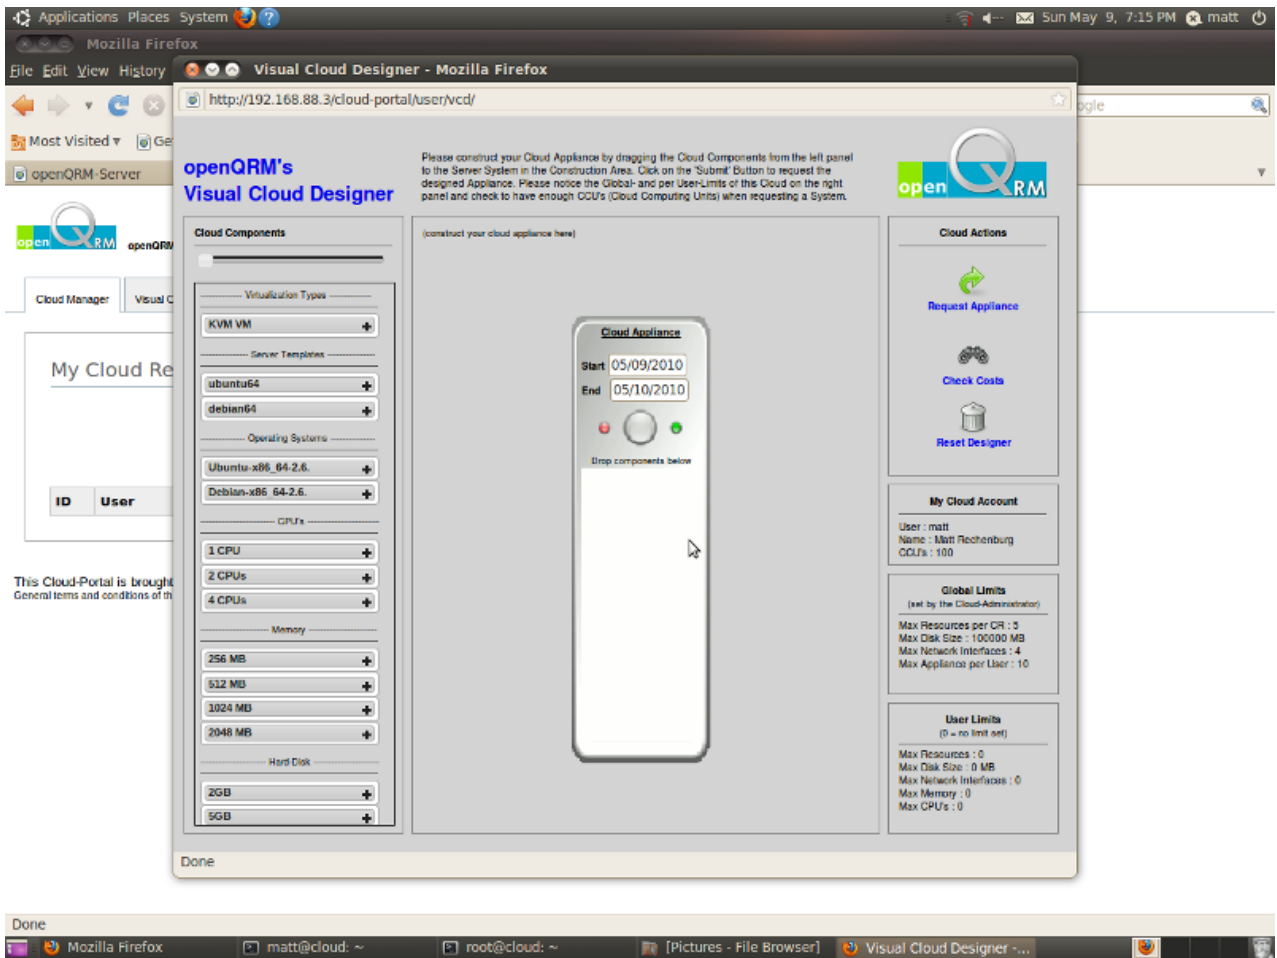 Applications Places System
Sun May 9, 7:15 PM matt
Mozilla Firefox
File Edit View History
Visual Cloud Designer - Mozilla Firefox
http://192.168.88.3/cloud-portal/user/vcd/
ogle
Most Visited Ge
openQRM-Server
open QRM
openQRM
Cloud Manager Visual C
My Cloud Re
ID User
This Cloud-Portal is brought
General terms and conditions of th
openQRM's
Visual Cloud Designer
Please construct your Cloud Appliance by dragging the Cloud Components from the left panel
to the Server System in the Construction Area. Click on the 'Submit' Button to request the
designed Appliance. Please notice the Global- and per User-Limits of this Cloud on the right
panel and check to have enough CCU's (Cloud Computing Units) when requesting a System.
open QRM
Cloud Components
Virtualization Types
KVM VM
Server Templates
ubuntu64
debian64
Operating Systems
Ubuntu-x86_64-2.6.
Debian-x86_64-2.6.
CPU's
1 CPU
2 CPUs
4 CPUs
Memory
256 MB
512 MB
1024 MB
2048 MB
Hard Disk
2GB
5GB
(construct your cloud appliance here)
Cloud Appliance
Start 05/09/2010
End 05/10/2010
Drop components below
Cloud Actions
Request Appliance
Check Costs
Reset Designer
My Cloud Account
User : matt
Name : Matt Rechenburg
CCU's : 100
Global Limits
(set by the Cloud-Administrator)
Max Resources per CR : 5
Max Disk Size : 100000 MB
Max Network Interfaces : 4
Max Appliance per User : 10
User Limits
(0 = no limit set)
Max Resources : 0
Max Disk Size : 0 MB
Max Network Interfaces : 0
Max Memory : 0
Max CPU's : 0
Done
Done
Mozilla Firefox
matt@cloud: ~
root@cloud: ~
[Pictures - File Browser]
Visual Cloud Designer -...